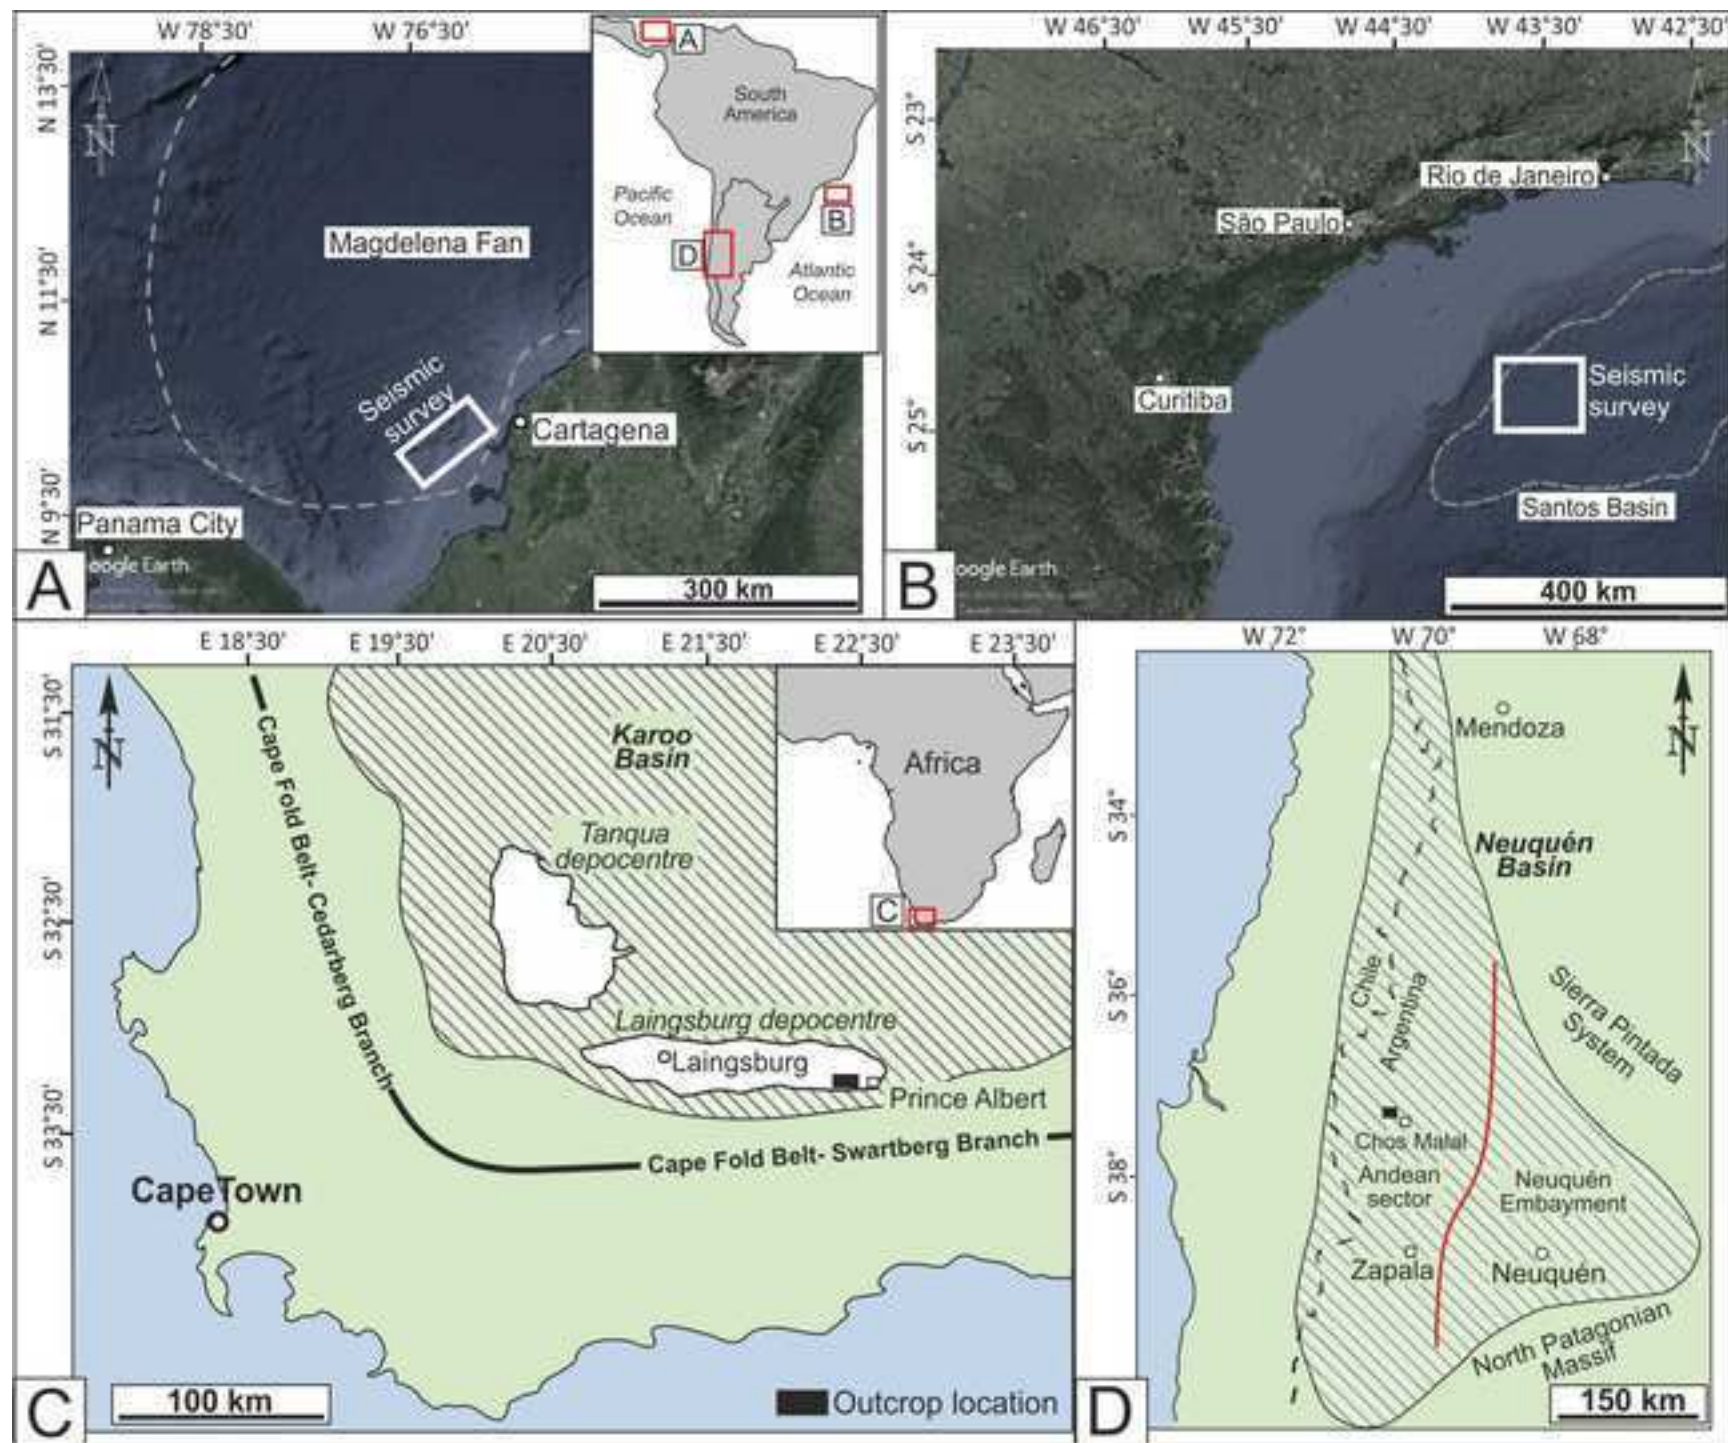 W 78°30'
W 76°30'
N 13°30'
N 11°30'
N 9°30'
N
Magdelena Fan
Seismic
survey
Cartagena
Panama City
oogle Earth
300 km
A
A
South
America
Pacific
Ocean
B
D
Atlantic
Ocean
W 46°30'
W 45°30'
W 44°30'
W 43°30'
W 42°30'
S 23°
S 24°
S 25°
N
Rio de Janeiro
São Paulo
Curitiba
Seismic
survey
Santos Basin
oogle Earth
400 km
B
E 18°30'
E 19°30'
E 20°30'
E 21°30'
E 22°30'
E 23°30'
S 31°30'
S 32°30'
S 33°30'
N
Cape Fold Belt- Cedarberg Branch
Karoo
Basin
Tanqua
depocentre
Africa
C
Laingsburg depocentre
Laingsburg
Prince Albert
Cape Fold Belt- Swartberg Branch
Cape Town
100 km
Outcrop location
C
W 72°
W 70°
W 68°
S 34°
S 36°
S 38°
N
Mendoza
Neuquén
Basin
Chile
Argentina
Sierra Pintada
System
Chos Malal
Andean
sector
Neuquén
Embayment
Zapala
Neuquén
North Patagonian
Massif
150 km
D